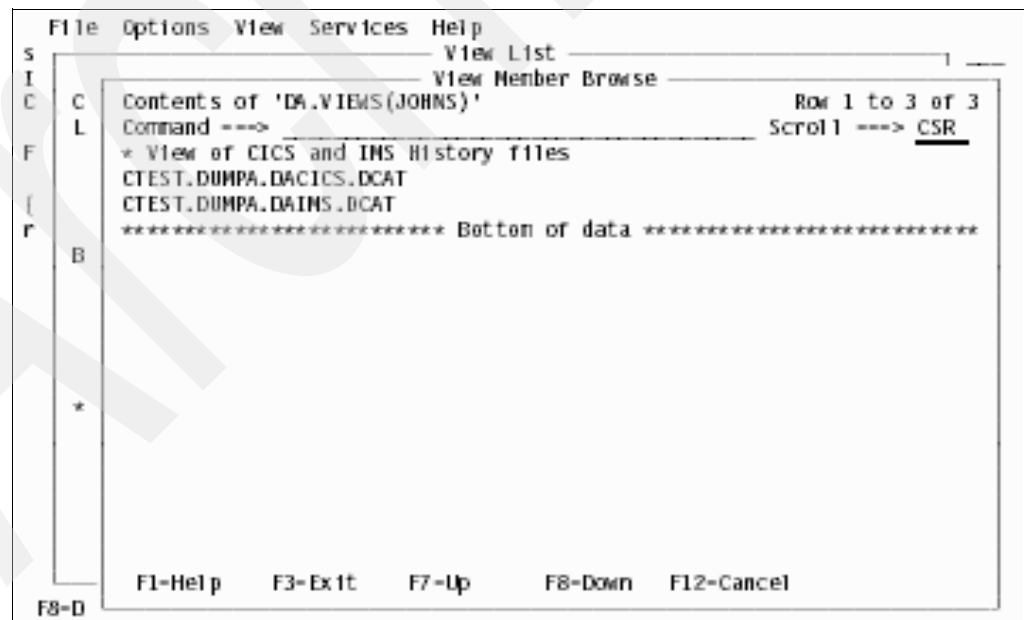 File Options View Services Help
S View List
I View Member Browse
C C Contents of 'DA.VIEWS(JOHNS)' Row 1 to 3 of 3
L Command ===> Scroll ===> CSR
F * View of CICS and IMS History files
CTEST.DUMPA.DACICS.DCAT
( CTEST.DUMPA.DAIMS.DCAT
r *************************** Bottom of data ****************************
B
*
F1=Help F3=Exit F7=Up F8=Down F12=Cancel
F8=D